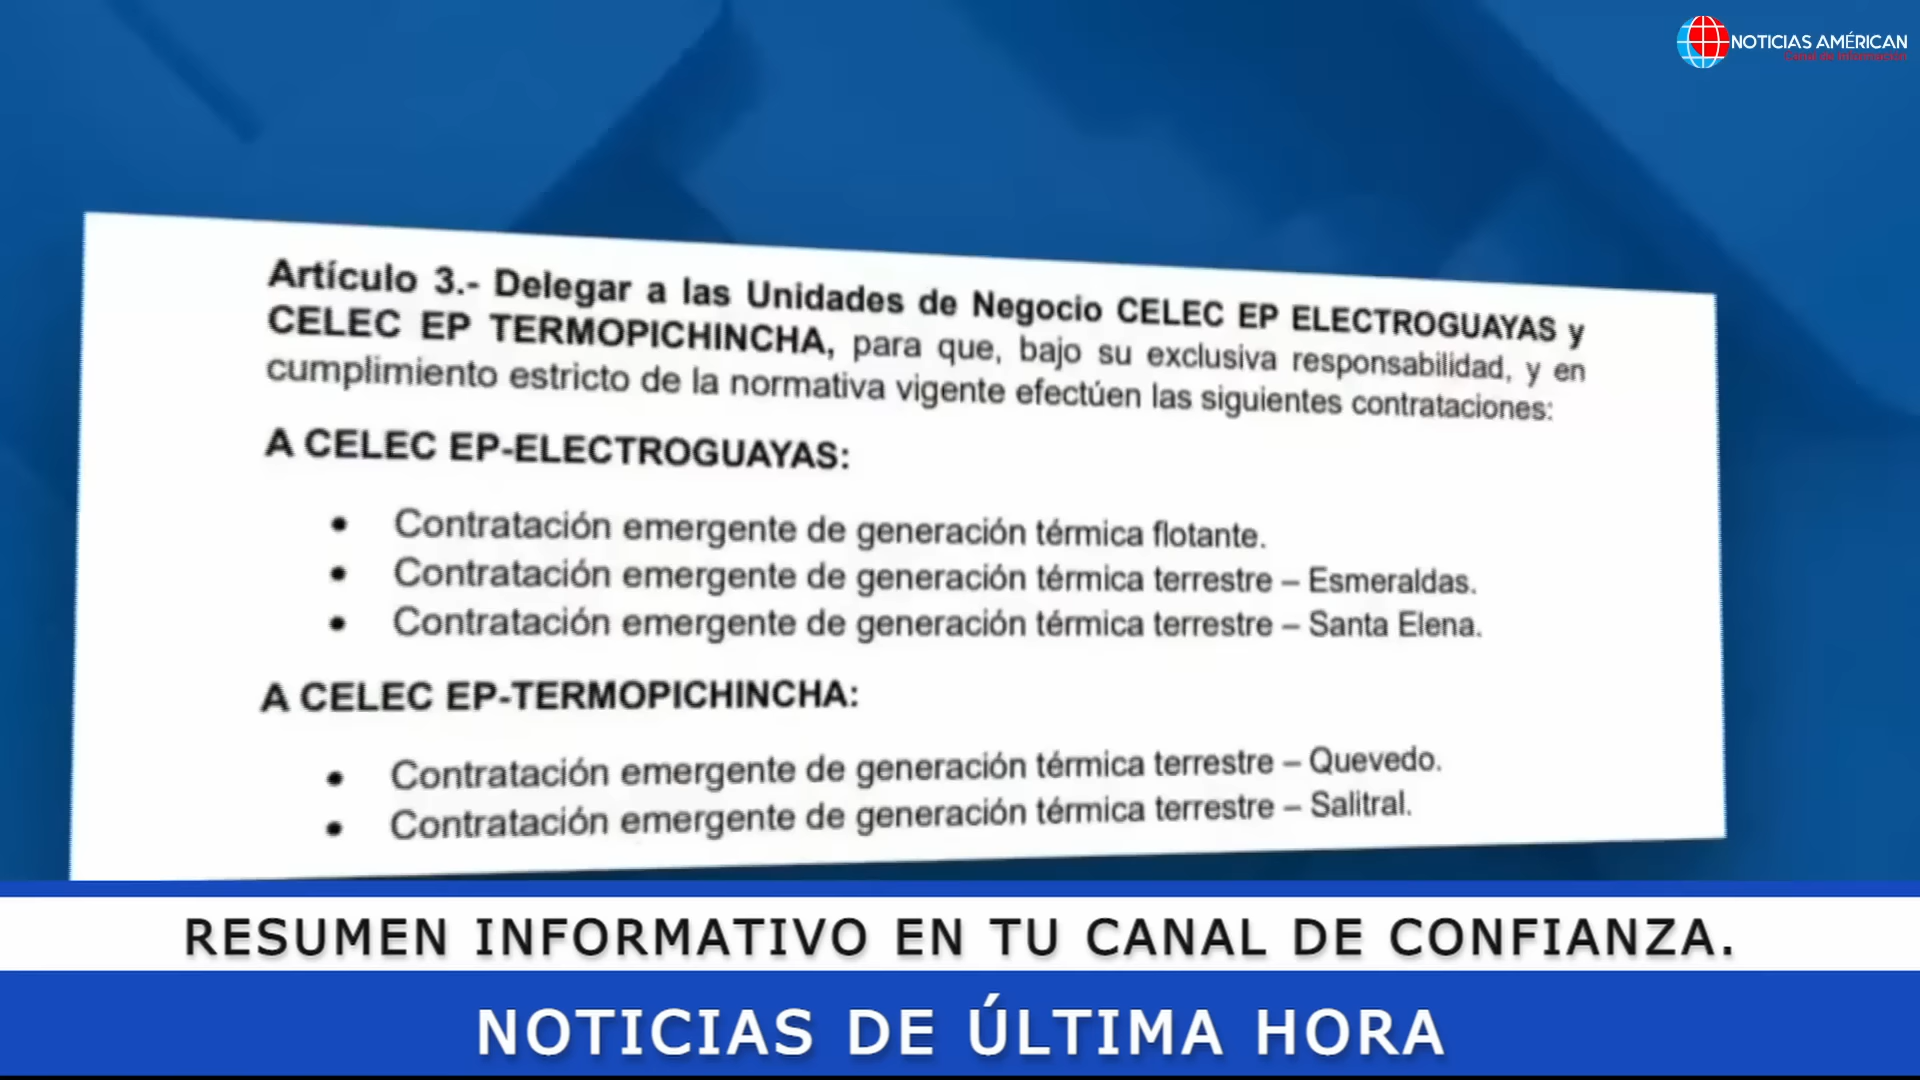 NOTICIAS AMÉRICAN
Canal de Información
Artículo 3.- Delegar a las Unidades de Negocio CELEC EP ELECTROGUAYAS y
CELEC EP TERMOPICHINCHA, para que, bajo su exclusiva responsabilidad, y en
cumplimiento estricto de la normativa vigente efectúen las siguientes contrataciones:
A CELEC EP-ELECTROGUAYAS:
• Contratación emergente de generación térmica flotante.
• Contratación emergente de generación térmica terrestre – Esmeraldas.
• Contratación emergente de generación térmica terrestre – Santa Elena.
A CELEC EP-TERMOPICHINCHA:
• Contratación emergente de generación térmica terrestre – Quevedo.
• Contratación emergente de generación térmica terrestre – Salitral.
RESUMEN INFORMATIVO EN TU CANAL DE CONFIANZA.
NOTICIAS DE ÚLTIMA HORA